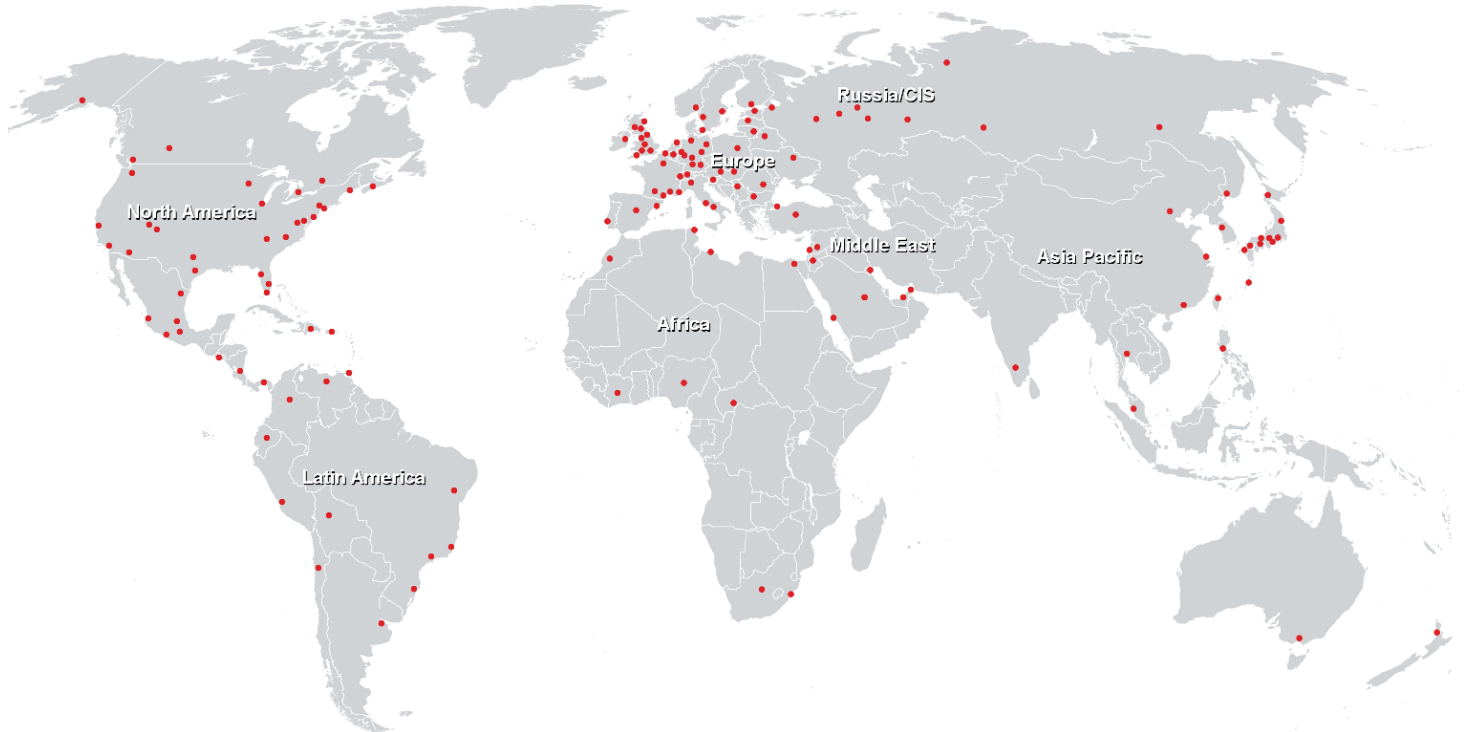 Russia/CIS
Europe
North America
Middle East
Asia Pacific
Africa
Latin America